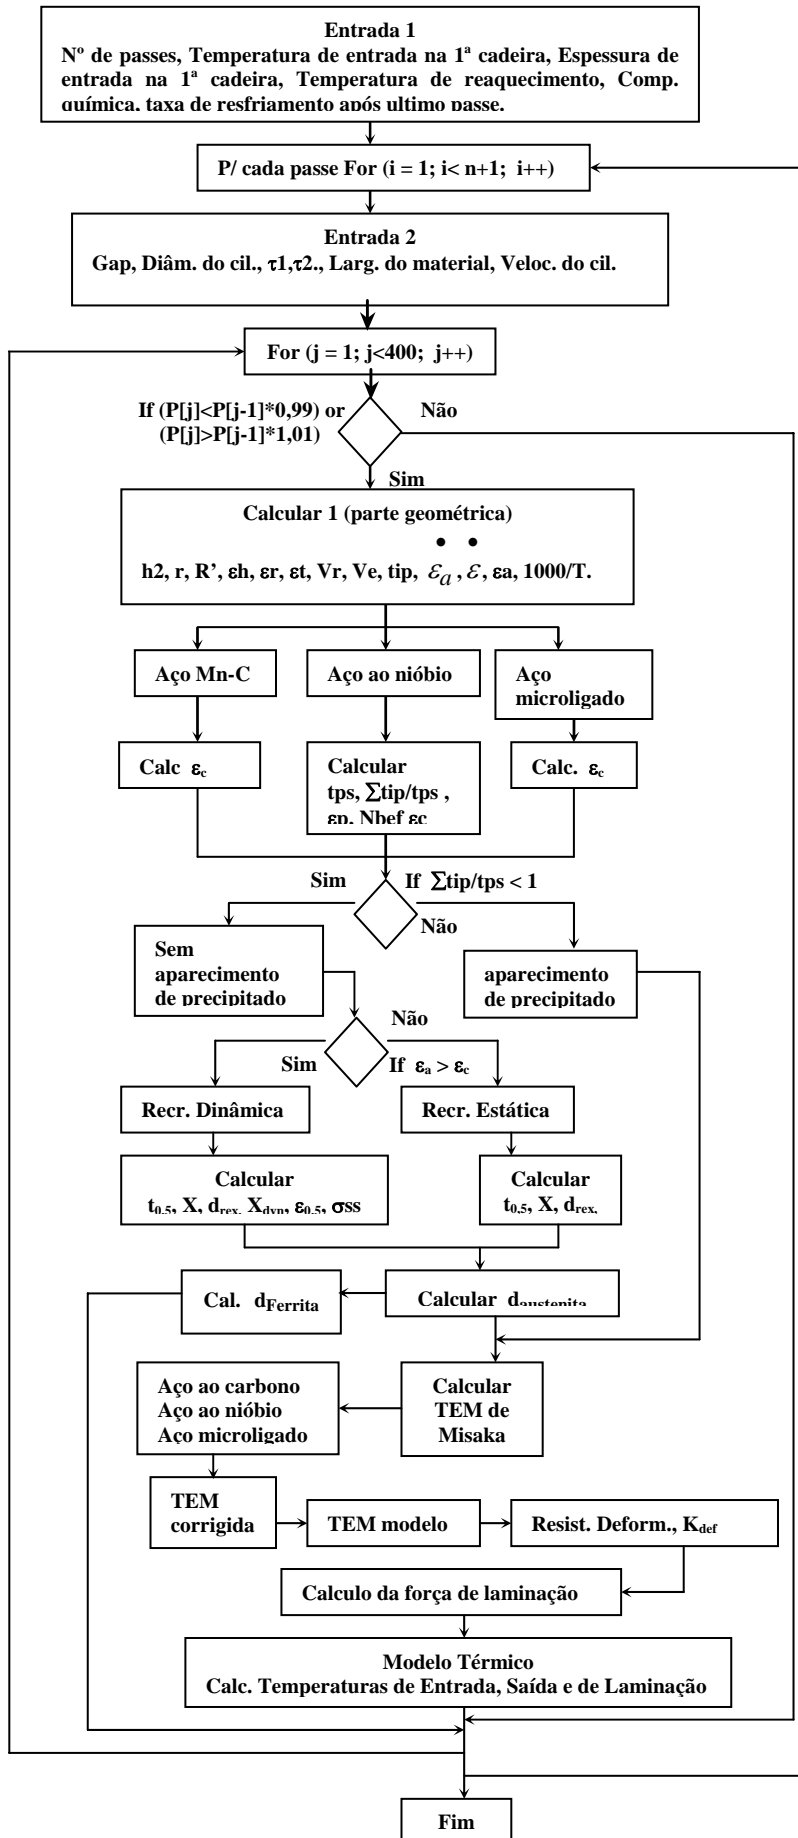 Entrada 1
Nº de passes, Temperatura de entrada na 1ª cadeira, Espessura de
entrada na 1ª cadeira, Temperatura de reaquecimento, Comp.
química, taxa de resfriamento após ultimo passe.
P/ cada passe For (i = 1; i< n+1; i++)
Entrada 2
Gap, Diâm. do cil., τ1,τ2., Larg. do material, Veloc. do cil.
For (j = 1; j<400; j++)
If (P[j]<P[j-1]*0,99) or
(P[j]>P[j-1]*1,01)
Não
Sim
Calcular 1 (parte geométrica)
h2, r, R’, εh, εr, εt, Vr, Ve, tip, ε̇a , ε̇, εa, 1000/T.
Aço Mn-C
Aço ao nióbio
Aço
microligado
Calc εc
Calcular
tps, Σtip/tps ,
εp, Nbef εc
Calc. εc
Sim
If Σtip/tps < 1
Não
Sem
aparecimento
de precipitado
aparecimento
de precipitado
Não
Sim
If εa > εc
Recr. Dinâmica
Recr. Estática
Calcular
t0,5, X, drex, Xdyn, ε0,5, σss
Calcular
t0,5, X, drex,
Cal. dFerrita
Calcular daustenita
Aço ao carbono
Aço ao nióbio
Aço microligado
Calcular
TEM de
Misaka
TEM
corrigida
TEM modelo
Resist. Deform., Kdef
Calculo da força de laminação
Modelo Térmico
Calc. Temperaturas de Entrada, Saída e de Laminação
Fim